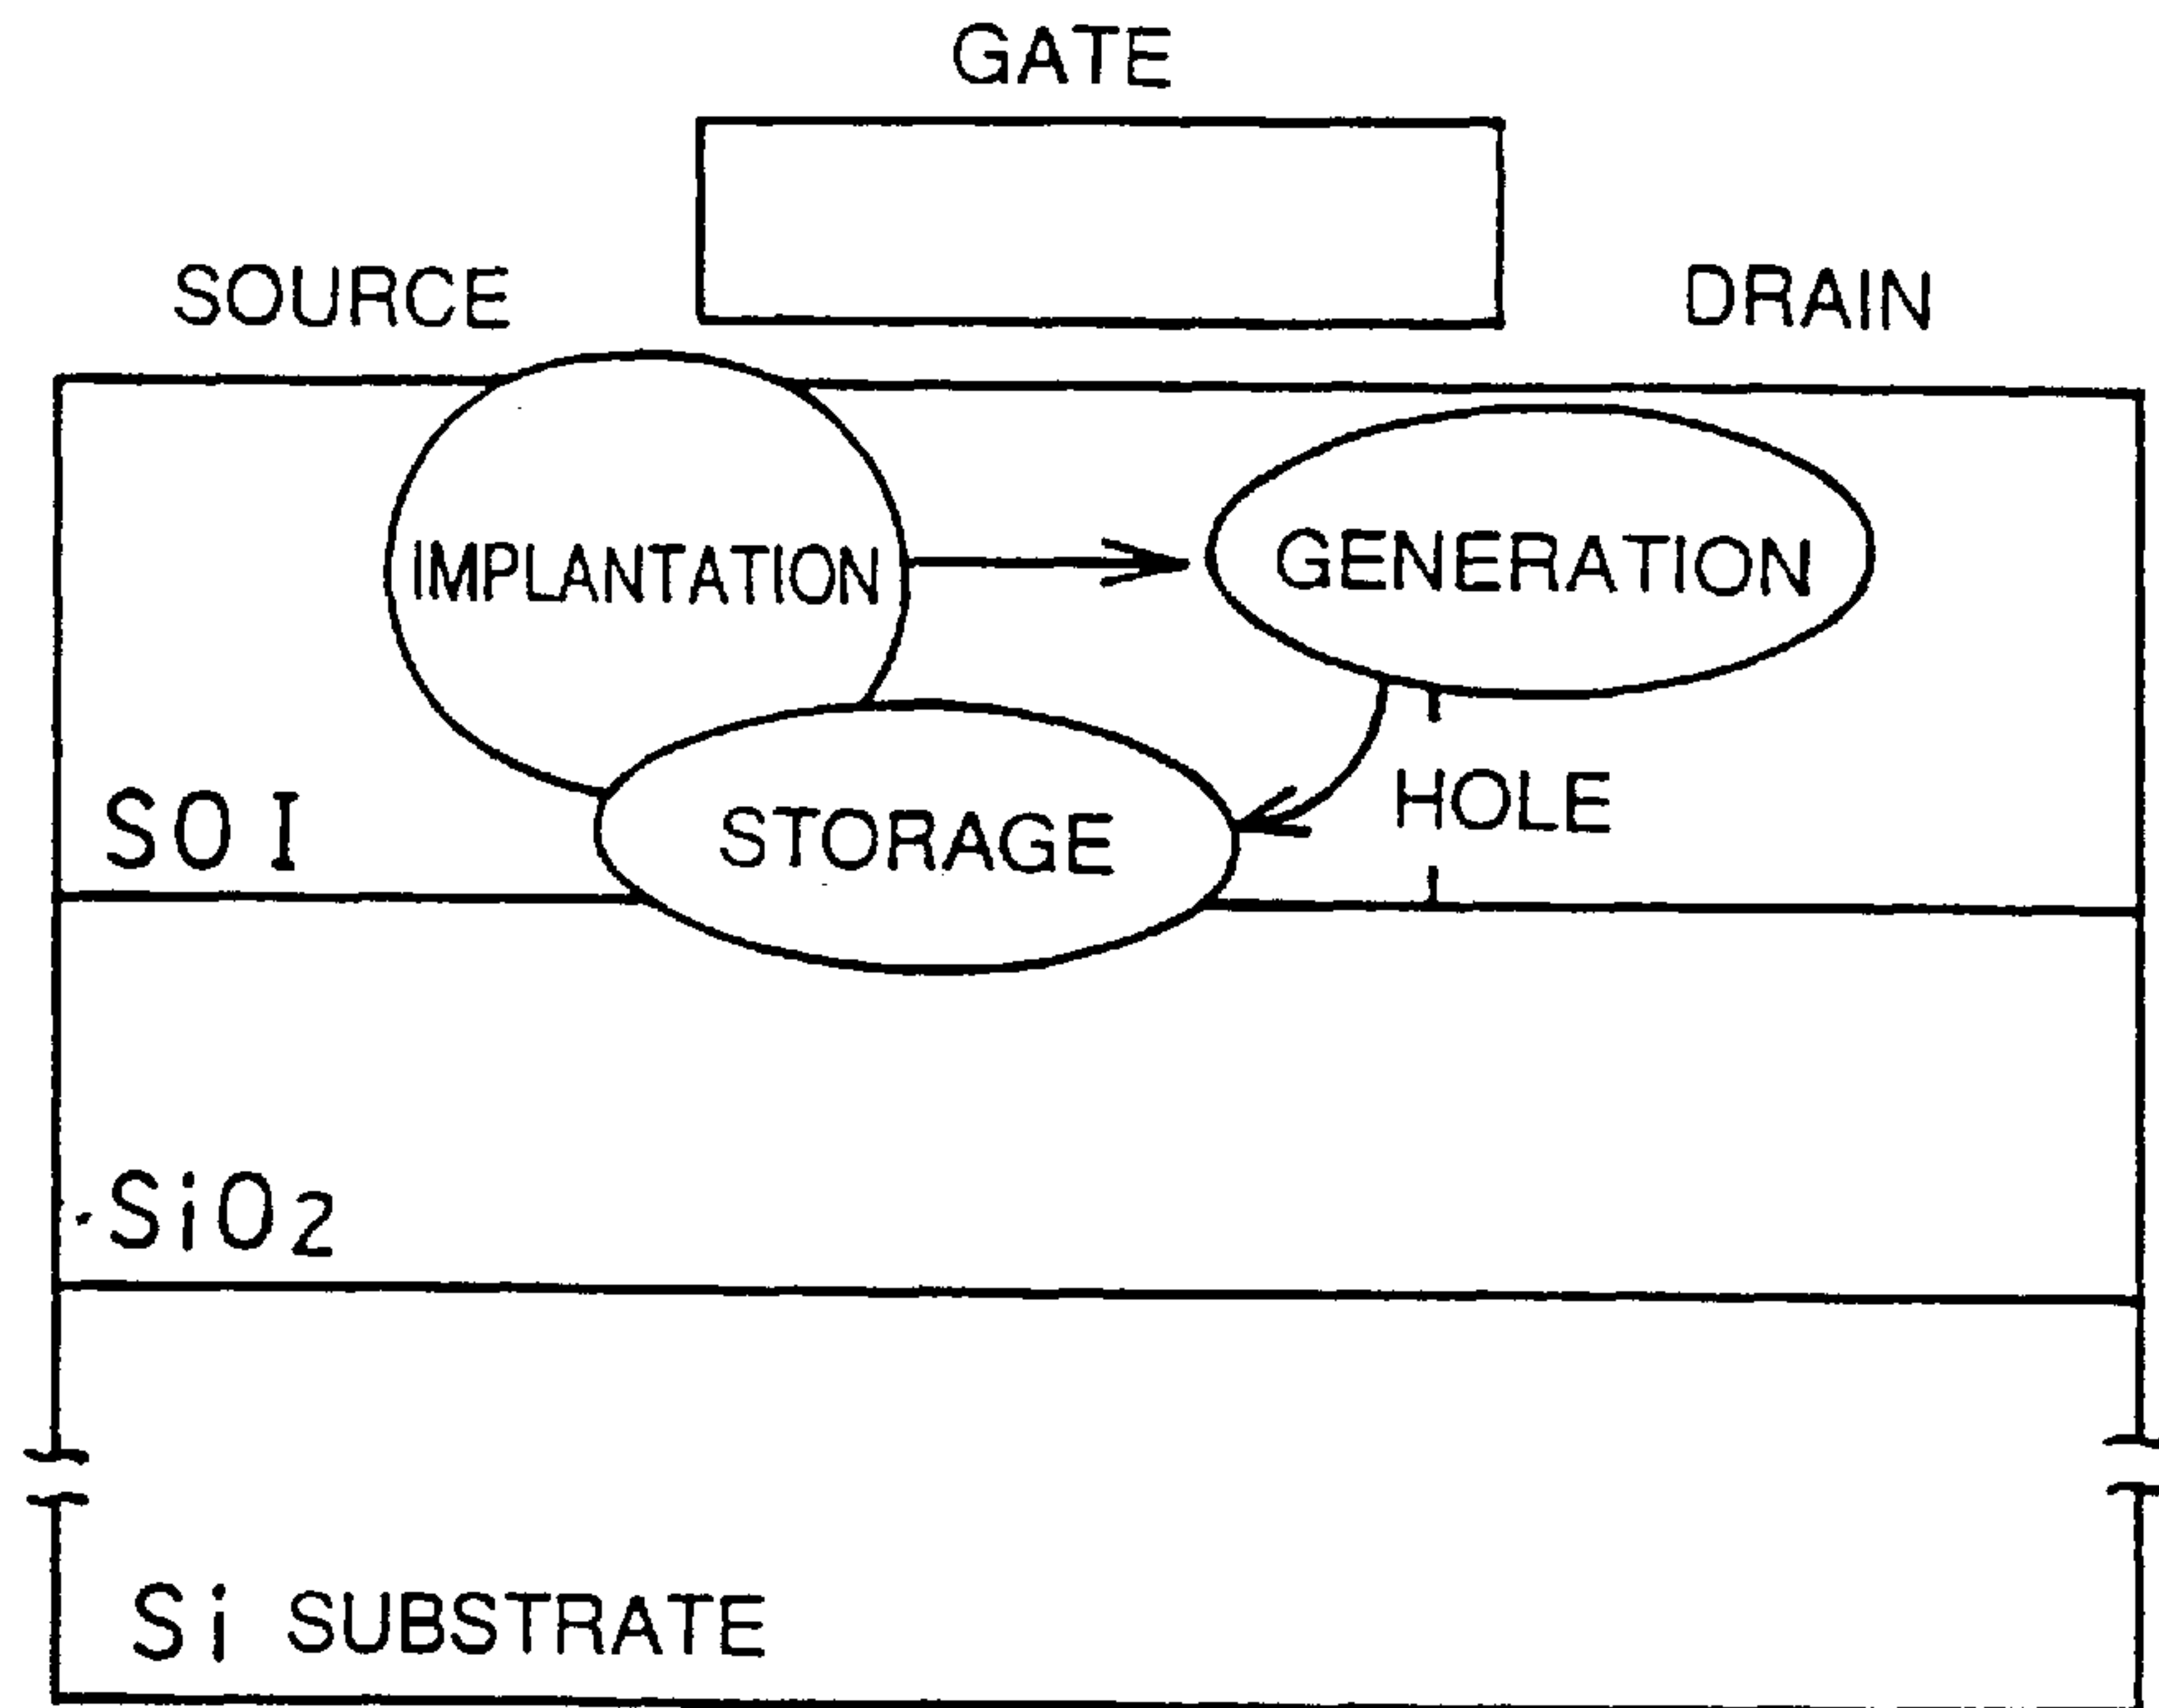 GATE
SOURCE
DRAIN
IMPLANTATION
GENERATION
HOLE
STORAGE
SOI
SiO2
Si SUBSTRATE